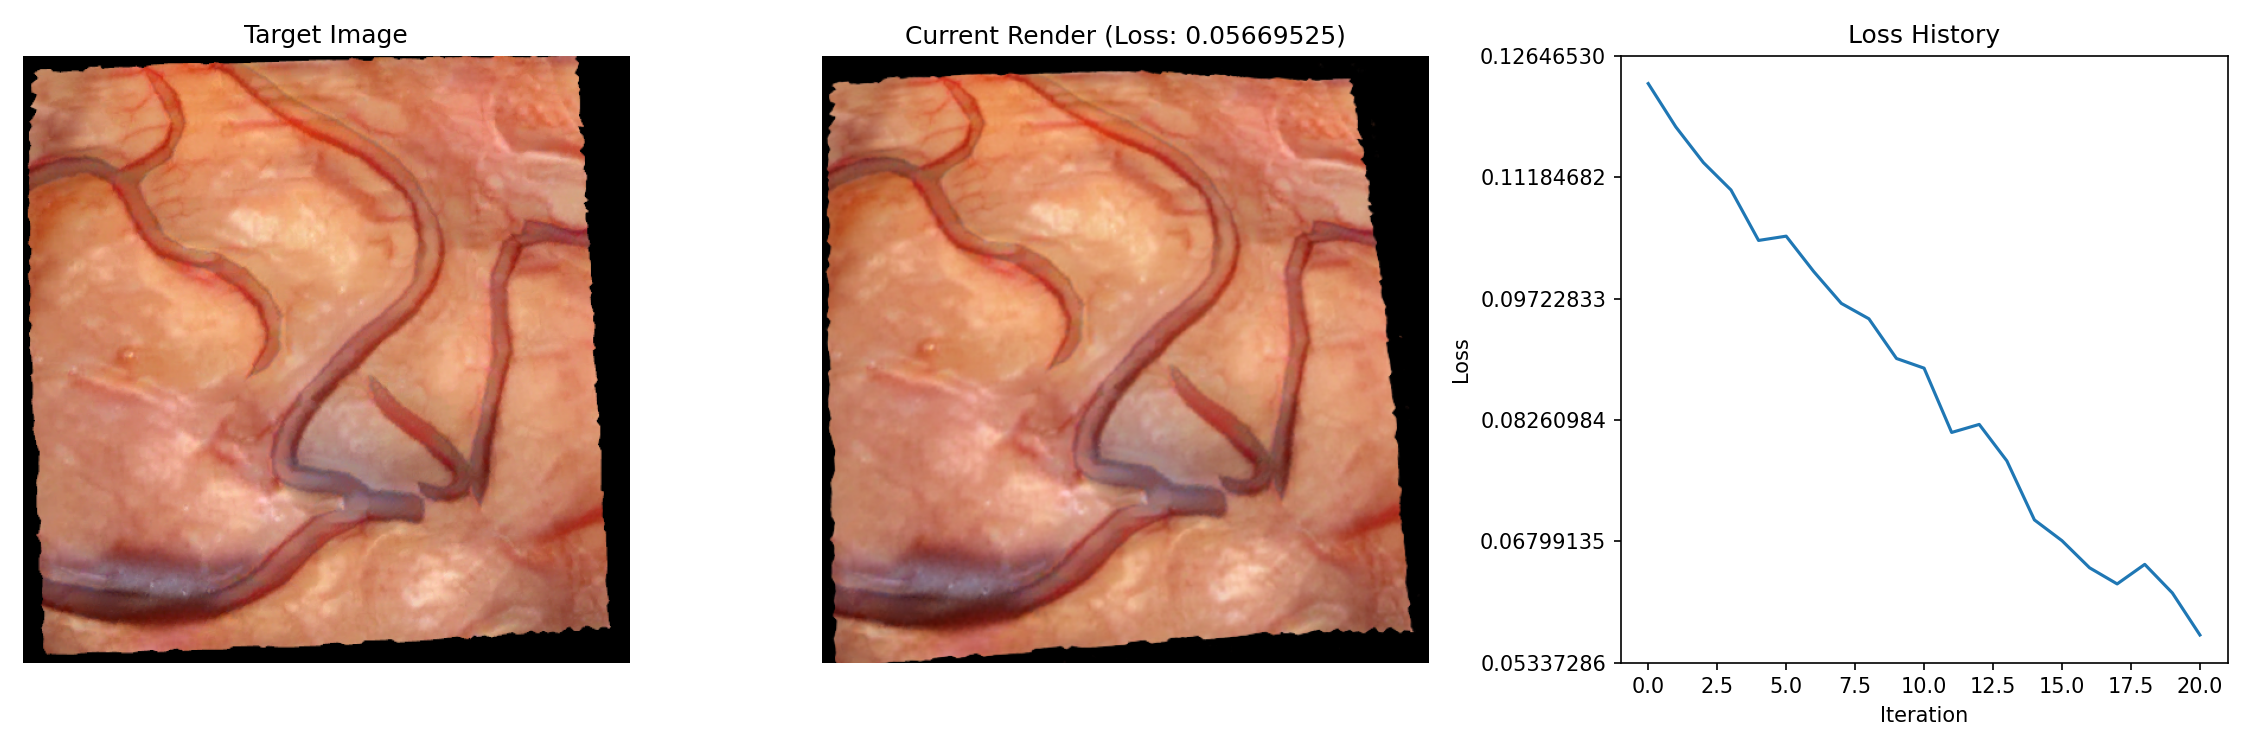 Target Image
Current Render (Loss: 0.05669525)
Loss History
0.12646530
0.11184682
0.09722833
0.08260984
0.06799135
0.05337286
Loss
0.0 2.5 5.0 7.5 10.0 12.5 15.0 17.5 20.0
Iteration